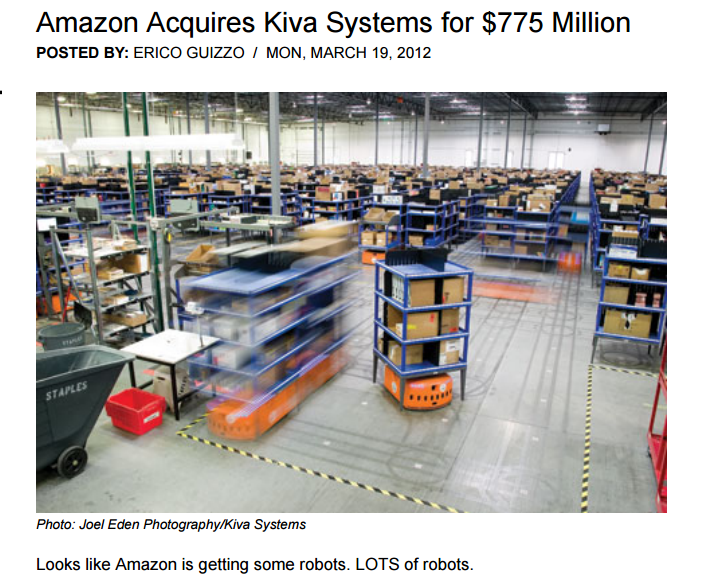 Amazon Acquires Kiva Systems for $775 Million
POSTED BY: ERICO GUIZZO / MON, MARCH 19, 2012
STAPLES
STAPLES
Photo: Joel Eden Photography/Kiva Systems
Looks like Amazon is getting some robots. LOTS of robots.